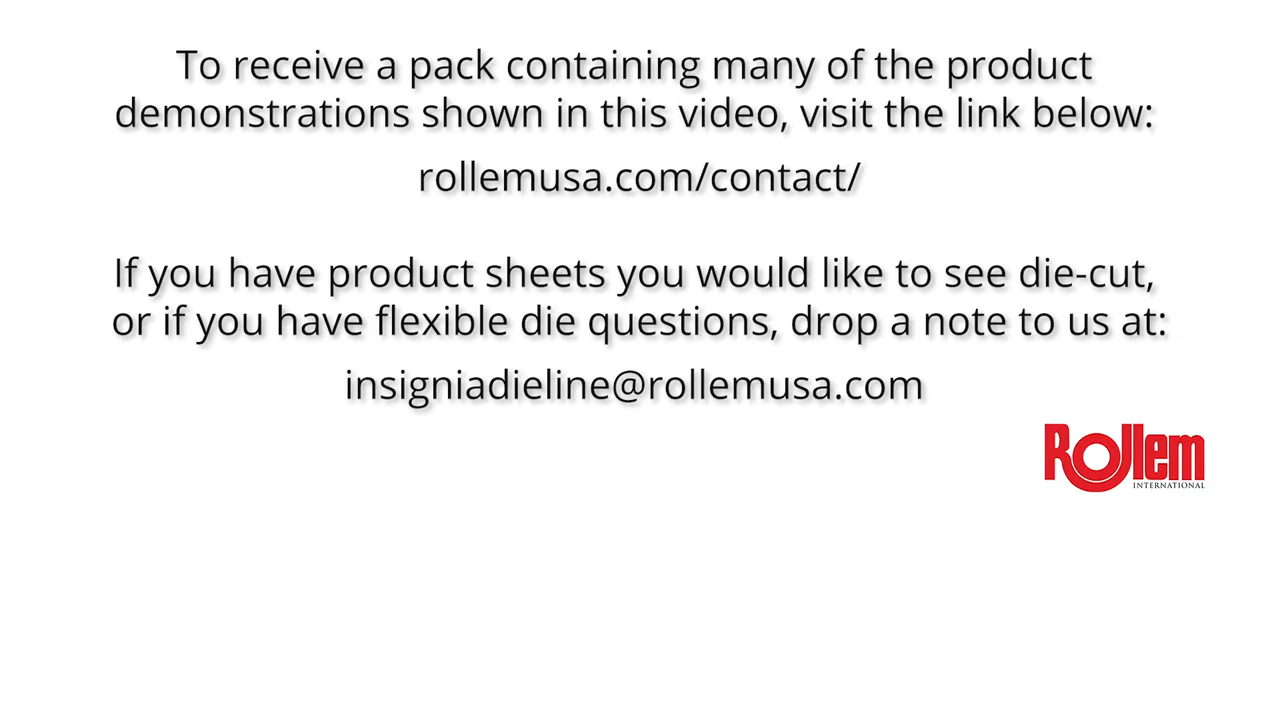 To receive a pack containing many of the product
demonstrations shown in this video, visit the link below:
rollemusa.com/contact/
If you have product sheets you would like to see die-cut,
or if you have flexible die questions, drop a note to us at:
insigniadieline@rollemusa.com
Rollem
INTERNATIONAL